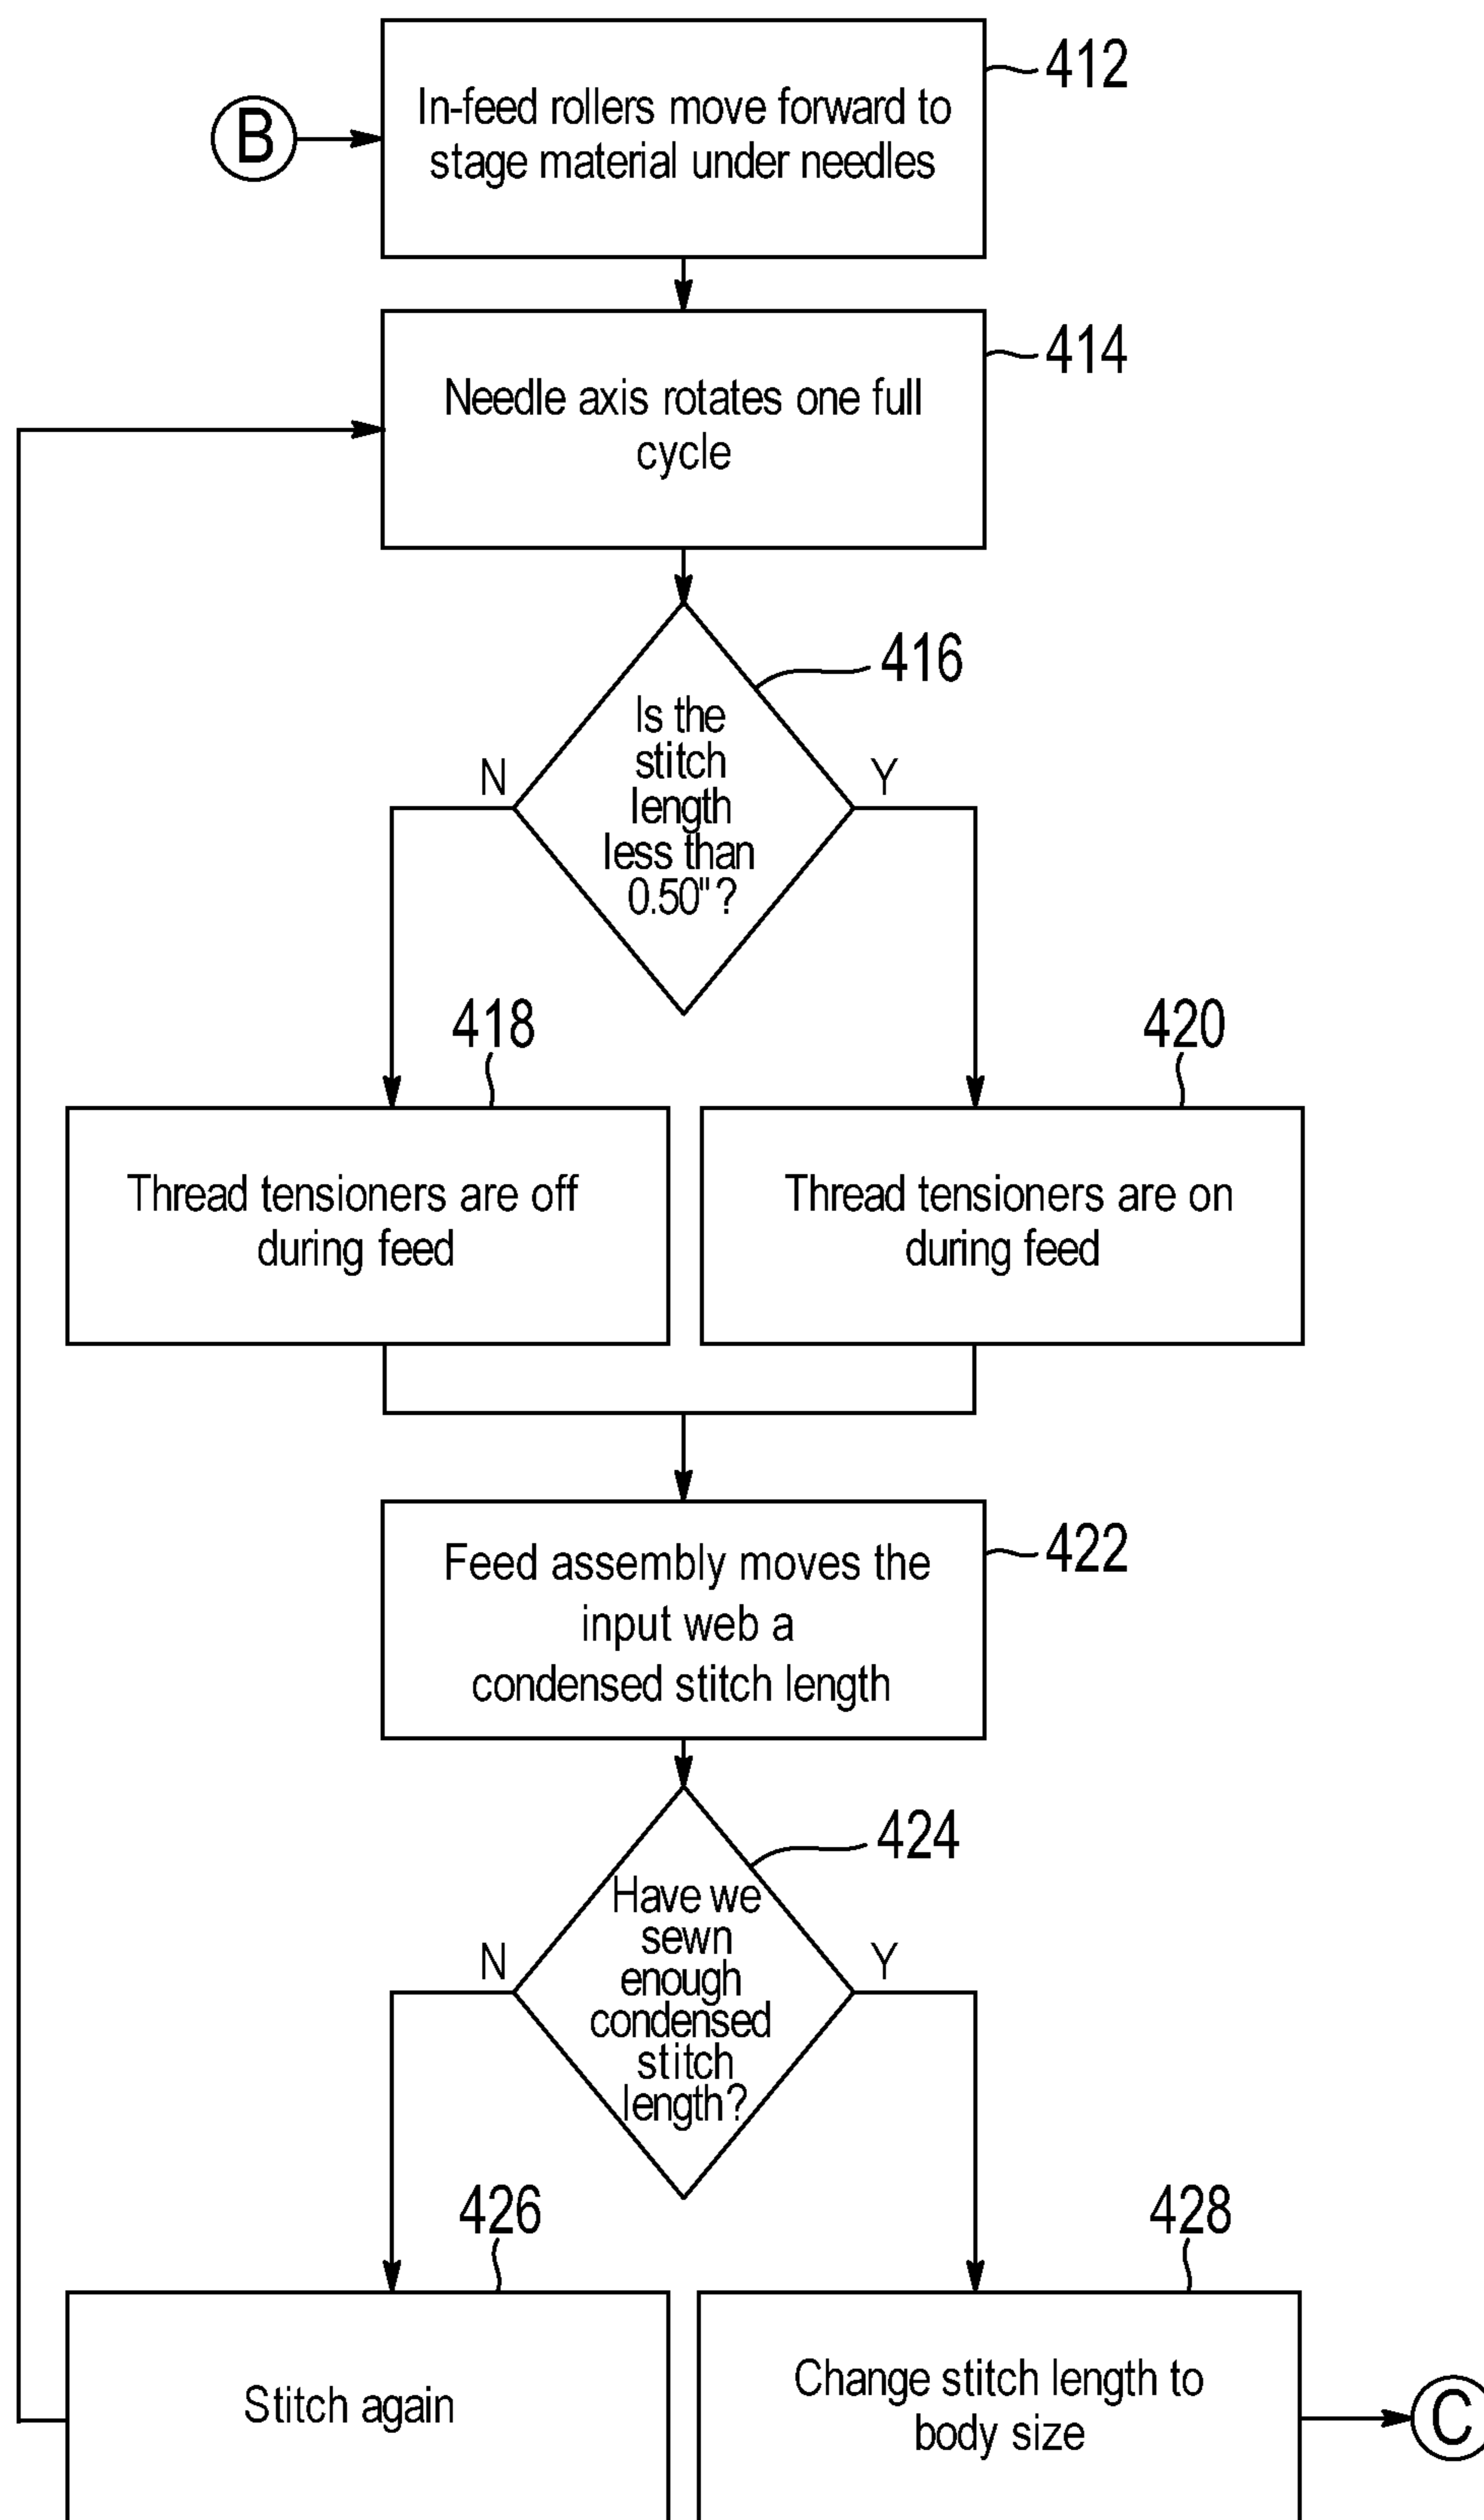 412
B
In-feed rollers move forward to
stage material under needles
414
Needle axis rotates one full
cycle
416
Is the
stitch
length
less than
0.50"?
N
Y
418
420
Thread tensioners are off
during feed
Thread tensioners are on
during feed
422
Feed assembly moves the
input web a
condensed stitch length
424
Have we
sewn
enough
condensed
stitch
length?
N
Y
426
428
Stitch again
Change stitch length to
body size
C